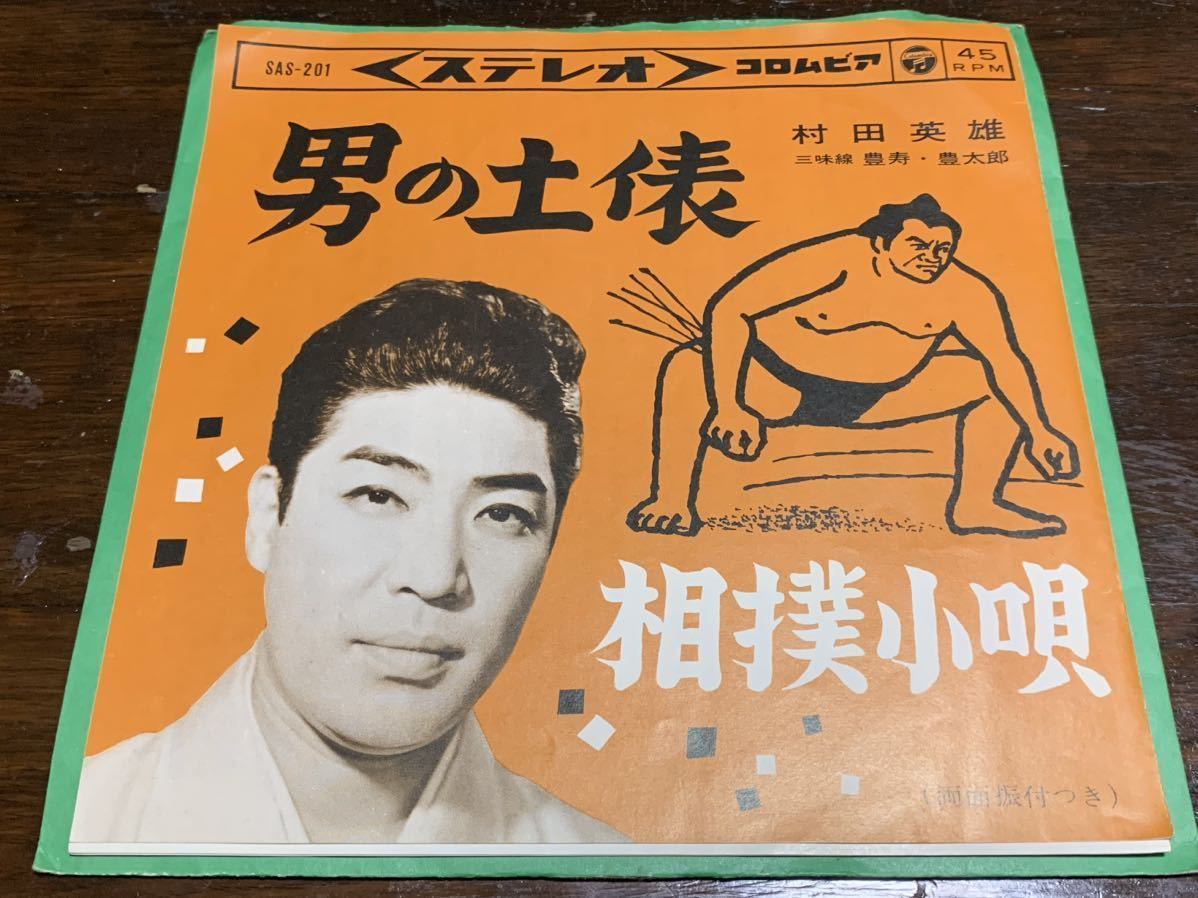 SAS-201 <ステレオ> コロムビア 45 RPM
男の土俵
村田英雄
三味線 豊寿・豊太郎
相撲小唄
(両面振付つき)